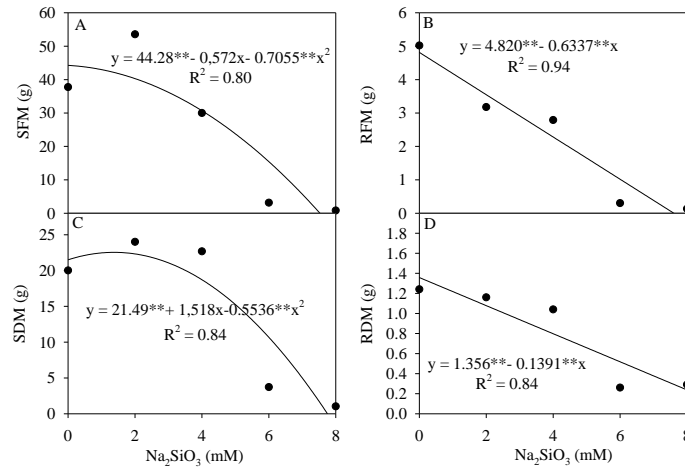 A
y = 44.28**- 0,572x- 0.7055**x²
R² = 0.80
SFM (g)
60
50
40
30
20
10
0
B
y = 4.820**- 0.6337**x
R² = 0.94
RFM (g)
6
5
4
3
2
1
0
C
y = 21.49**+ 1,518x-0.5536**x²
R² = 0.84
SDM (g)
25
20
15
10
5
0
0 2 4 6 8
Na₂SiO₃ (mM)
D
y = 1.356**- 0.1391**x
R² = 0.84
RDM (g)
1.8
1.6
1.4
1.2
1.0
0.8
0.6
0.4
0.2
0.0
0 2 4 6 8
Na₂SiO₃ (mM)